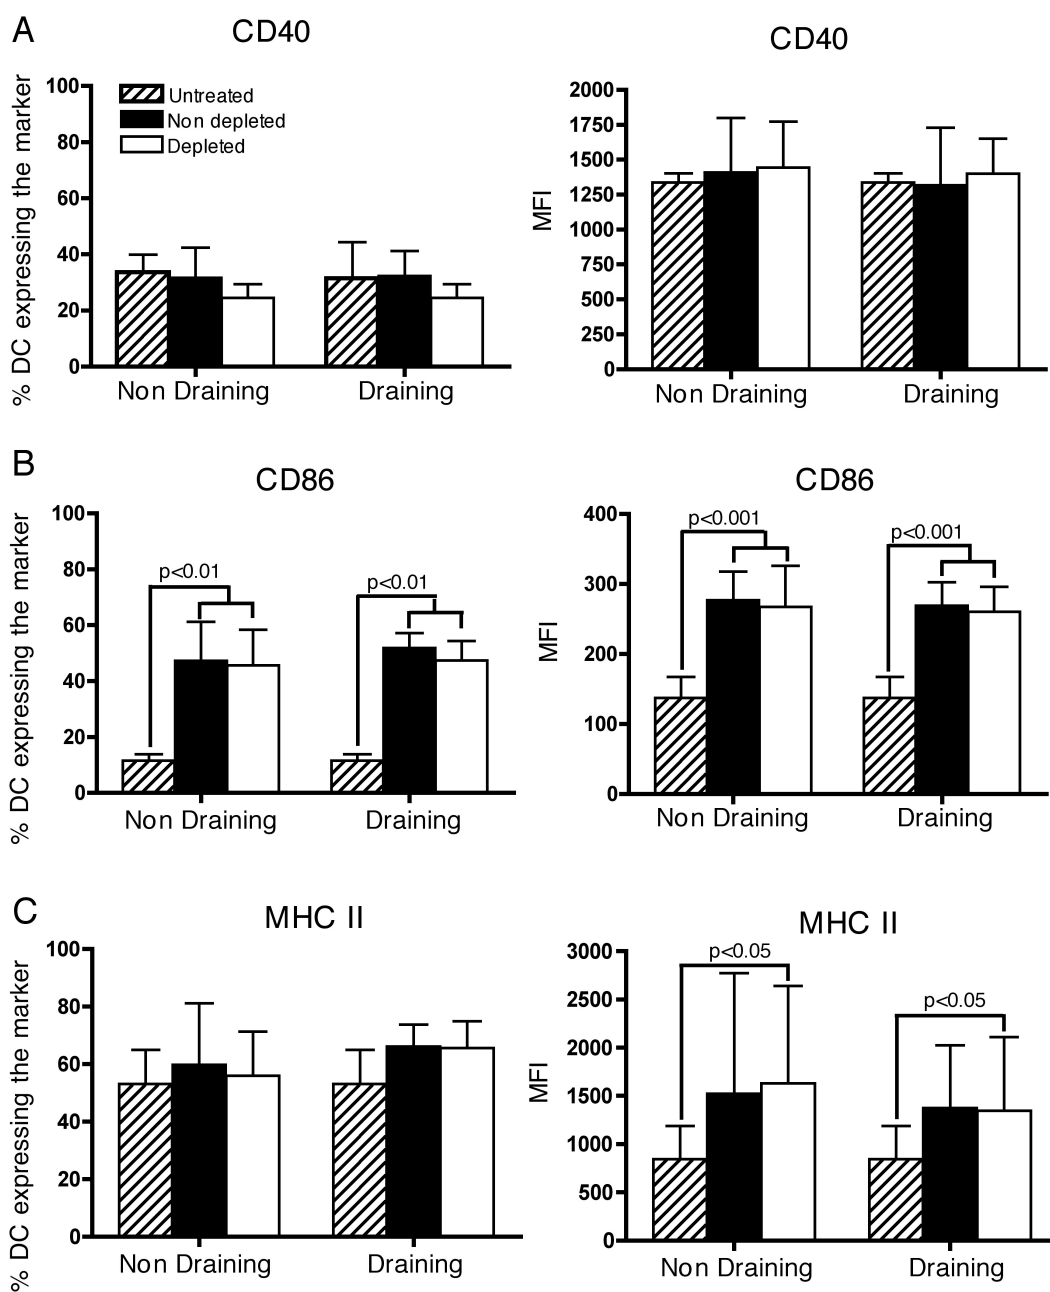 A
CD40
% DC expressing the marker
100
80
60
40
20
0
Untreated
Non depleted
Depleted
Non Draining
Draining
CD40
MFI
2000
1750
1500
1250
1000
750
500
250
0
Non Draining
Draining
B
CD86
% DC expressing the marker
100
80
60
40
20
0
p<0.01
p<0.01
Non Draining
Draining
CD86
MFI
400
300
200
100
0
p<0.001
p<0.001
Non Draining
Draining
C
MHC II
% DC expressing the marker
100
80
60
40
20
0
Non Draining
Draining
MHC II
MFI
3000
2500
2000
1500
1000
500
0
p<0.05
p<0.05
Non Draining
Draining